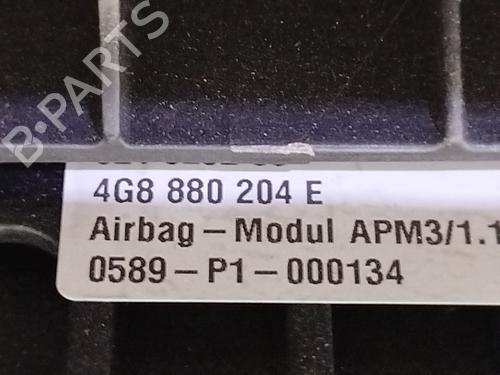 B-PARTS
4G8 880 204 E
Airbag – Modul APM3/1.1
0589–P1–000134